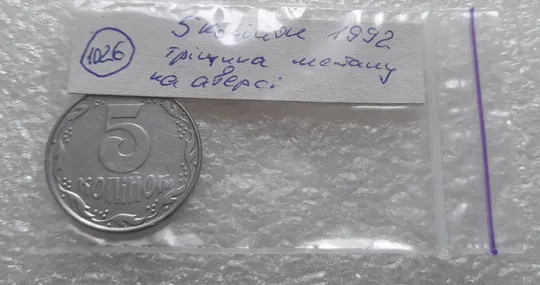 1026
5 копійок 1992
тріщина металу
на аверсі
5
КОПІЙОК